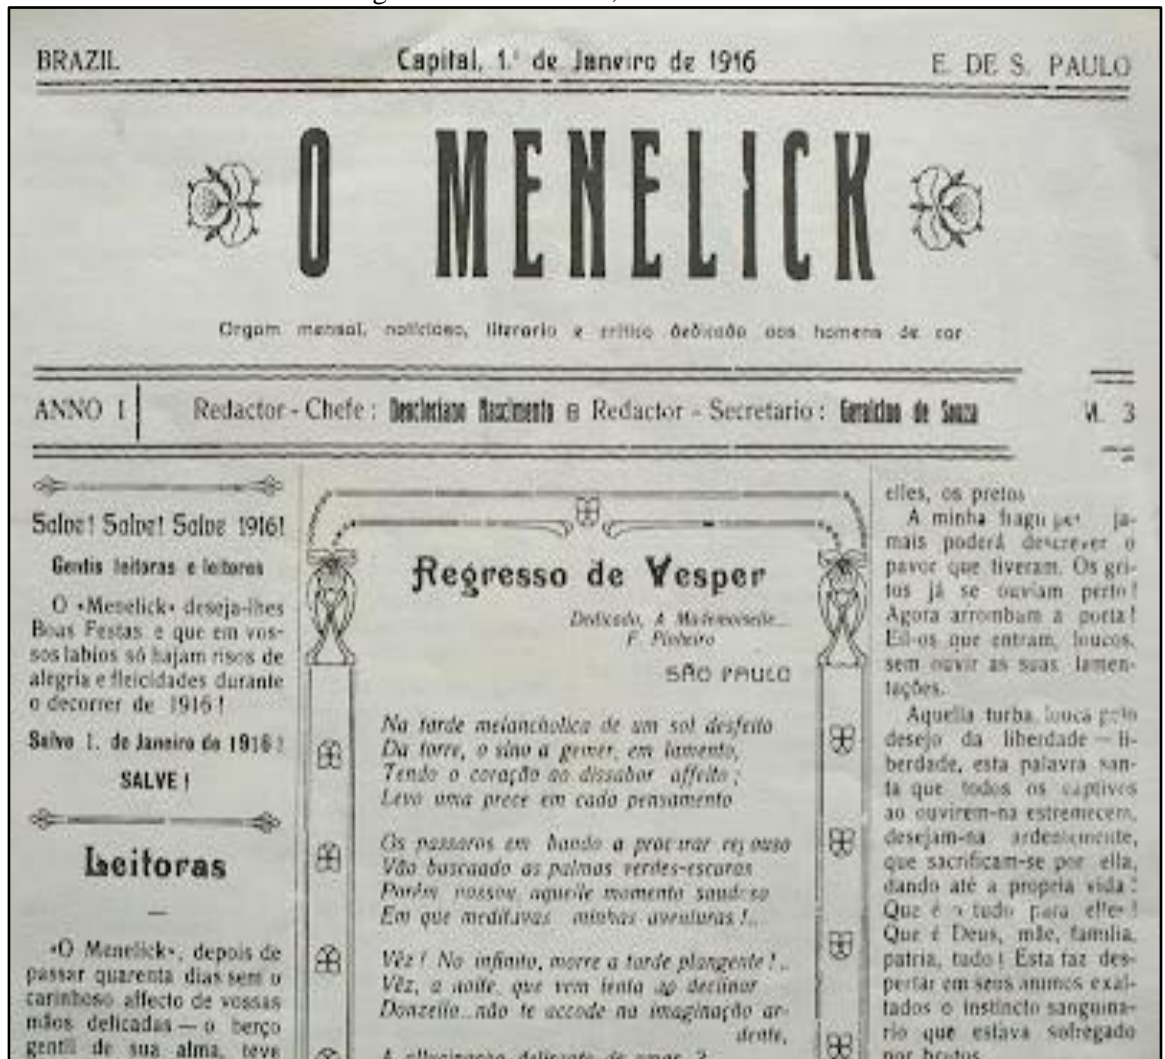 BRAZIL
Capital, 1.º de Janeiro de 1916
E. DE S. PAULO
O MENELICK
Orgam mensal, noticioso, literario e critico dedicado aos homens de cor
ANNO I
Redactor-Chefe: Deocleciano Nascimento
Redactor-Secretario: Geraldino de Souza
N. 3
Salve! Salve! Salve 1916!
Gentis leitoras e leitores
O «Menelick» deseja-lhes
Boas Festas e que em vos-
sos labios só hajam risos de
alegria e fleicidades durante
o decorrer de 1916!
Salve 1. de Janeiro de 1916!
SALVE!
Leitoras
«O Menelick», depois de
passar quarenta dias sem o
carinhoso affecto de vossas
mãos delicadas — o berço
gentil de sua alma, teve
Regresso de Vesper
Dedicado, A Mademoiselle...
F. Pinheiro
SÃO PAULO
Na tarde melancholica de um sol desfeito
Da torre, o sino a gemer, em lamento,
Tendo o coração ao dissabor affeito;
Levo uma prece em cada pensamento
Os passaros em bando a procurar repouso
Vão buscando as palmas verdes-escuras
Porém passou, aquelle momento saudoso
Em que meditavas minhas aventuras!..
Vêz! No infinito, morre a tarde plangente!..
Vêz, a noite, que vem lenta ao declinar
Donzella..não te accode na imaginação ar-
dente,
A allucinação delirante de amar?
elles, os pretos
A minha ja-
mais poderá descrever o
pavor que tiveram. Os gri-
tos já se ouviam perto!
Agora arrombam a porta!
Eil-os que entram, loucos,
sem ouvir as suas lamen-
tações.
Aquella turba, louca pelo
desejo da liberdade — li-
berdade, esta palavra san-
ta que todos os captivos
ao ouvirem-na estremecem,
desejam-na ardentemente,
que sacrificam-se por ella,
dando até a propria vida!
Que é o tudo para elles!
Que é Deus, mãe, familia,
patria, tudo! Esta faz des-
pertar em seus animos exal-
tados o instincto sanguina-
rio que estava sofregado
por brutos